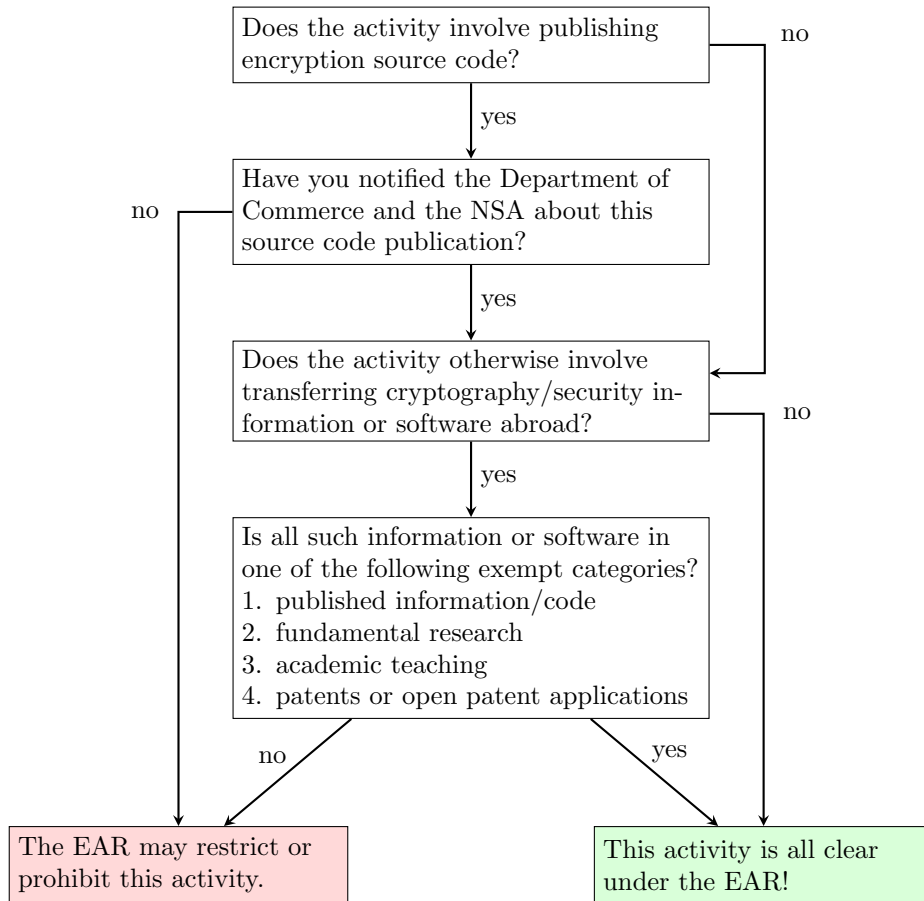 Does the activity involve publishing
encryption source code?
no
yes
Have you notified the Department of
Commerce and the NSA about this
source code publication?
no
yes
Does the activity otherwise involve
transferring cryptography/security in-
formation or software abroad?
no
yes
Is all such information or software in
one of the following exempt categories?
1. published information/code
2. fundamental research
3. academic teaching
4. patents or open patent applications
no
yes
The EAR may restrict or
prohibit this activity.
This activity is all clear
under the EAR!